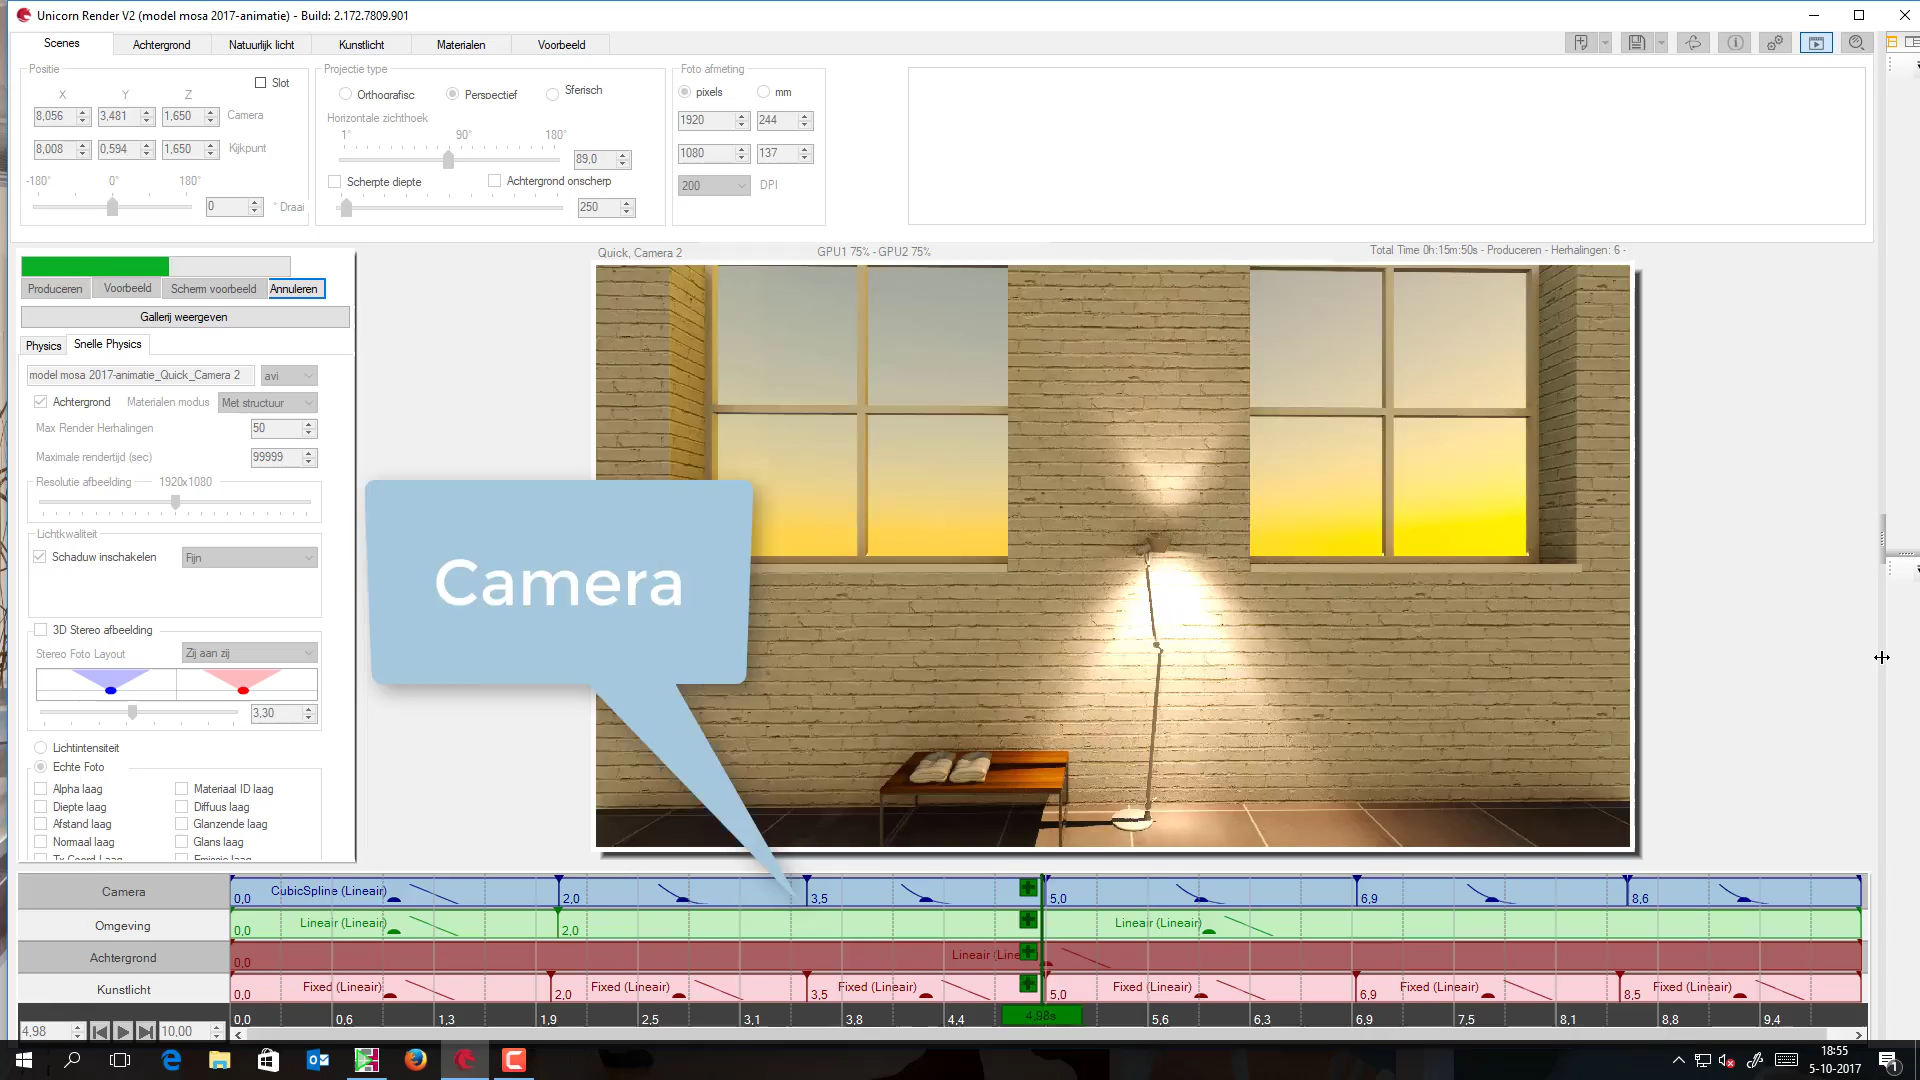 Unicorn Render V2 (model mosa 2017-animatie) - Build: 2.172.7809.901
Scenes
Achtergrond
Natuurlijk licht
Kunstlicht
Materialen
Voorbeeld
Positie
Slot
X Y Z
8,056 3,481 1,650 Camera
8,008 0,594 1,650 Kijkpunt
-180° 0° 180°
0 ° Draai
Projectie type
Orthografisc Perspectief Sferisch
Horizontale zichthoek
1° 90° 180°
89,0
Scherpte diepte Achtergrond onscherp
250
Foto afmeting
pixels mm
1920 244
1080 137
200 DPI
Quick, Camera 2
GPU1 75% - GPU2 75%
Total Time 0h:15m:50s - Produceren - Herhalingen: 6 -
Produceren Voorbeeld Scherm voorbeeld Annuleren
Gallerij weergeven
Physics Snelle Physics
model mosa 2017-animatie_Quick_Camera 2 avi
Achtergrond Materialen modus Met structuur
Max Render Herhalingen 50
Maximale rendertijd (sec) 99999
Resolutie afbeelding 1920x1080
Lichtkwaliteit
Schaduw inschakelen Fijn
3D Stereo afbeelding
Stereo Foto Layout Zij aan zij
3,30
Lichtintensiteit
Echte Foto
Alpha laag Materiaal ID laag
Diepte laag Diffuus laag
Afstand laag Glanzende laag
Normaal laag Glans laag
Camera
Camera 0,0 CubicSpline (Lineair) 2,0 3,5 5,0 6,9 8,6
Omgeving 0,0 Lineair (Lineair) 2,0 Lineair (Lineair)
Achtergrond 0,0 Lineair (Line
Kunstlicht 0,0 Fixed (Lineair) 2,0 Fixed (Lineair) 3,5 Fixed (Lineair) 5,0 Fixed (Lineair) 6,9 Fixed (Lineair) 8,5 Fixed (Lineair)
0,0 0,6 1,3 1,9 2,5 3,1 3,8 4,4 4.98s 5,6 6,3 6,9 7,5 8,1 8,8 9,4
4.98 10.00
18:55
5-10-2017
1